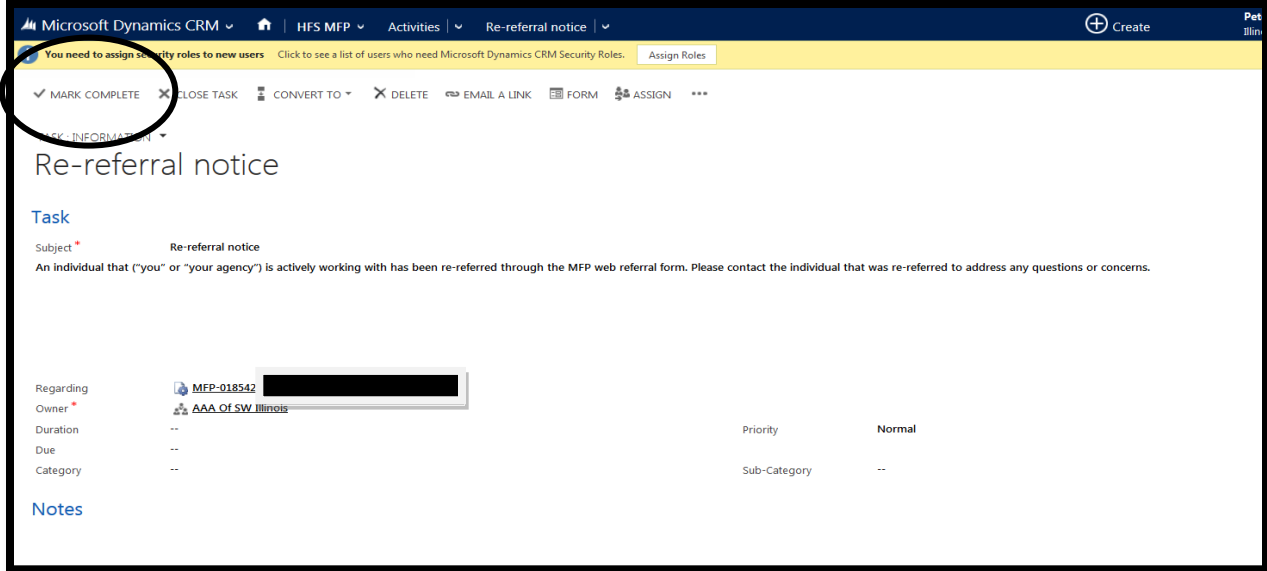 Microsoft Dynamics CRM HFS MFP Activities Re-referral notice Create
You need to assign security roles to new users Click to see a list of users who need Microsoft Dynamics CRM Security Roles. Assign Roles
MARK COMPLETE CLOSE TASK CONVERT TO DELETE EMAIL A LINK FORM ASSIGN •••
TASK : INFORMATION
Re-referral notice
Task
Subject * Re-referral notice
An individual that (“you” or “your agency”) is actively working with has been re-referred through the MFP web referral form. Please contact the individual that was re-referred to address any questions or concerns.
Regarding MFP-018542
Owner * AAA Of SW Illinois
Duration -- Priority Normal
Due --
Category -- Sub-Category --
Notes